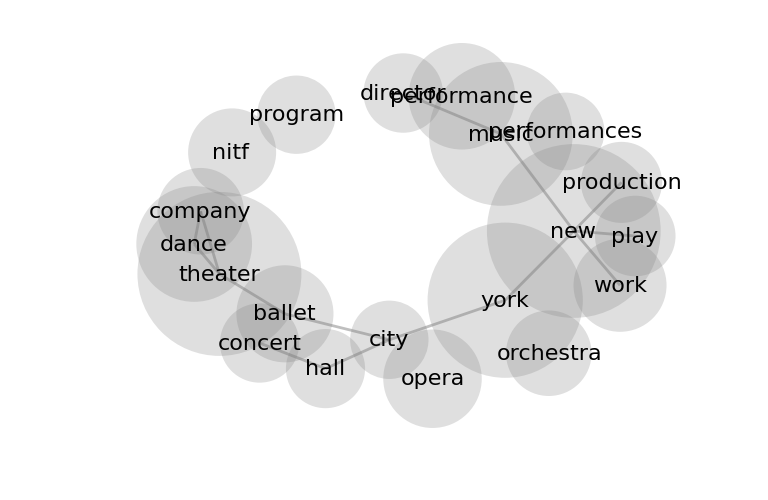 director
performance
program
music
performances
nitf
production
company
new
play
dance
theater
work
york
ballet
city
concert
orchestra
hall
opera